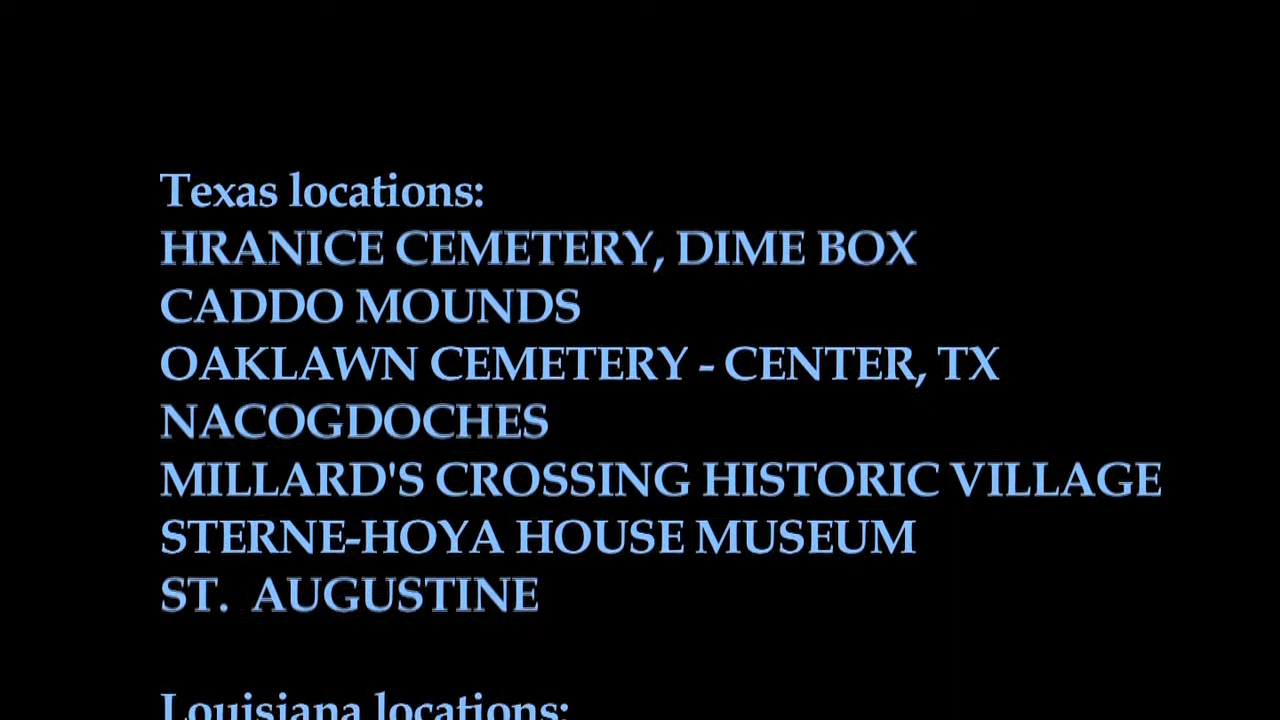 Texas locations:
HRANICE CEMETERY, DIME BOX
CADDO MOUNDS
OAKLAWN CEMETERY - CENTER, TX
NACOGDOCHES
MILLARD'S CROSSING HISTORIC VILLAGE
STERNE-HOYA HOUSE MUSEUM
ST.  AUGUSTINE
Louisiana locations: